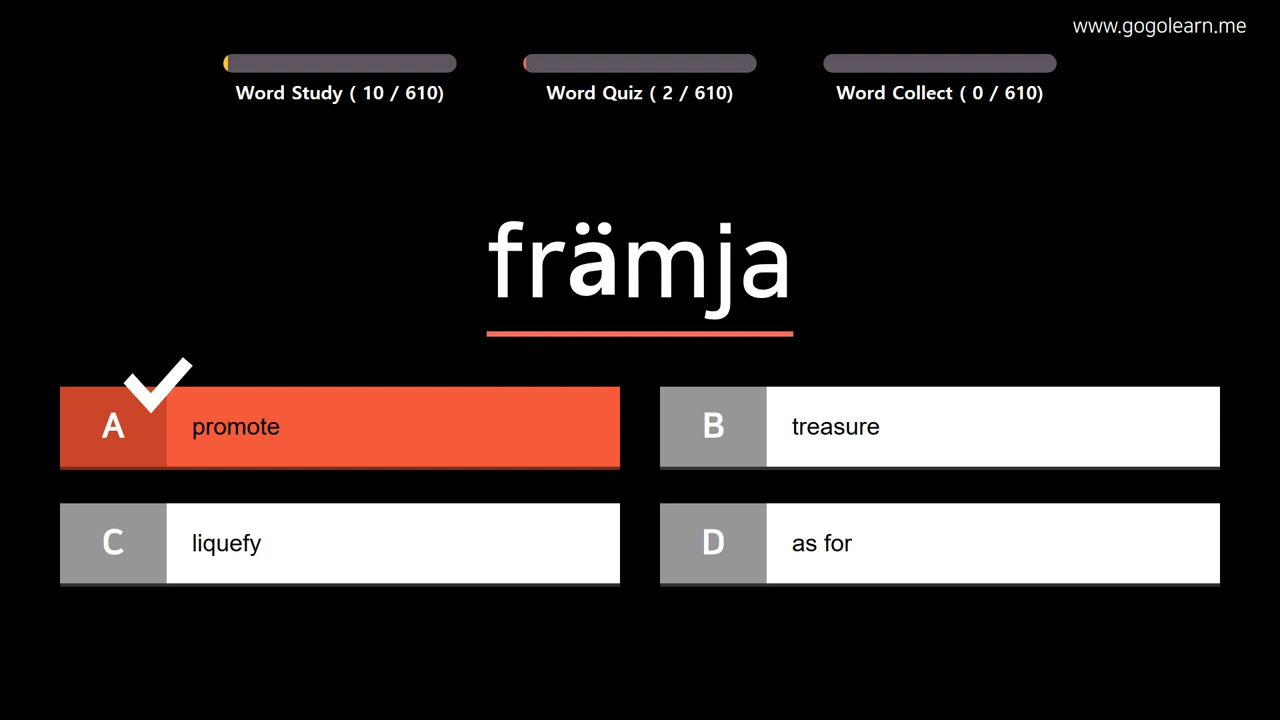 www.gogolearn.me
Word Study ( 10 / 610)
Word Quiz ( 2 / 610)
Word Collect ( 0 / 610)
främja
A promote
B treasure
C liquefy
D as for